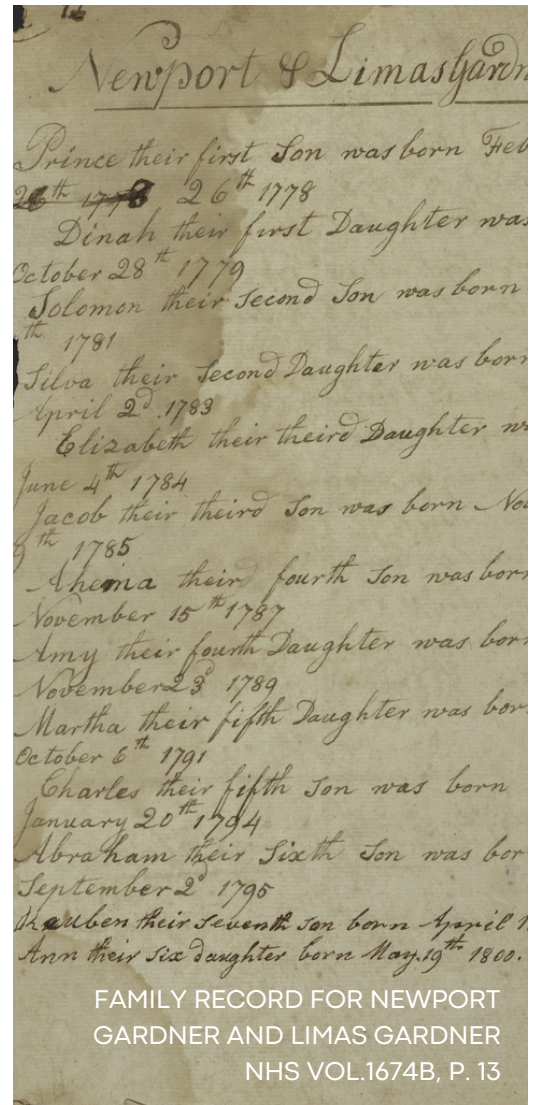 Newport & Limas Gardn
Prince their first Son was born Feb
26th 1778 26th 1778
Dinah their first Daughter was
October 28th 1779
Solomon their Second Son was born
th 1781
Silva their Second Daughter was born
April 2d. 1783
Elizabeth their theird Daughter w
June 4th 1784
Jacob their theird Son was born No
9th 1785
their fourth Son was born
November 15th 1787
Amy their fourth Daughter was born
November 23d 1789
Martha their fifth Daughter was bor
October 6th 1791
Charles their fifth Son was born
January 20th 1794
Abraham their Sixth Son was bor
September 2d 1795
Reuben their Seventh son born April 1
Ann their six daughter born May. 19th 1800.
FAMILY RECORD FOR NEWPORT
GARDNER AND LIMAS GARDNER
NHS VOL.1674B, P. 13